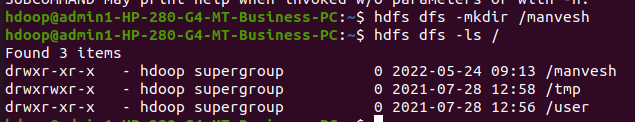 SUBCOMMAND may print help when invoked w/o parameters or with -h.
hdoop@admin1-HP-280-G4-MT-Business-PC:~$ hdfs dfs -mkdir /manvesh
hdoop@admin1-HP-280-G4-MT-Business-PC:~$ hdfs dfs -ls /
Found 3 items
drwxr-xr-x   - hdoop supergroup          0 2022-05-24 09:13 /manvesh
drwxrwxr-x   - hdoop supergroup          0 2021-07-28 12:58 /tmp
drwxr-xr-x   - hdoop supergroup          0 2021-07-28 12:56 /user